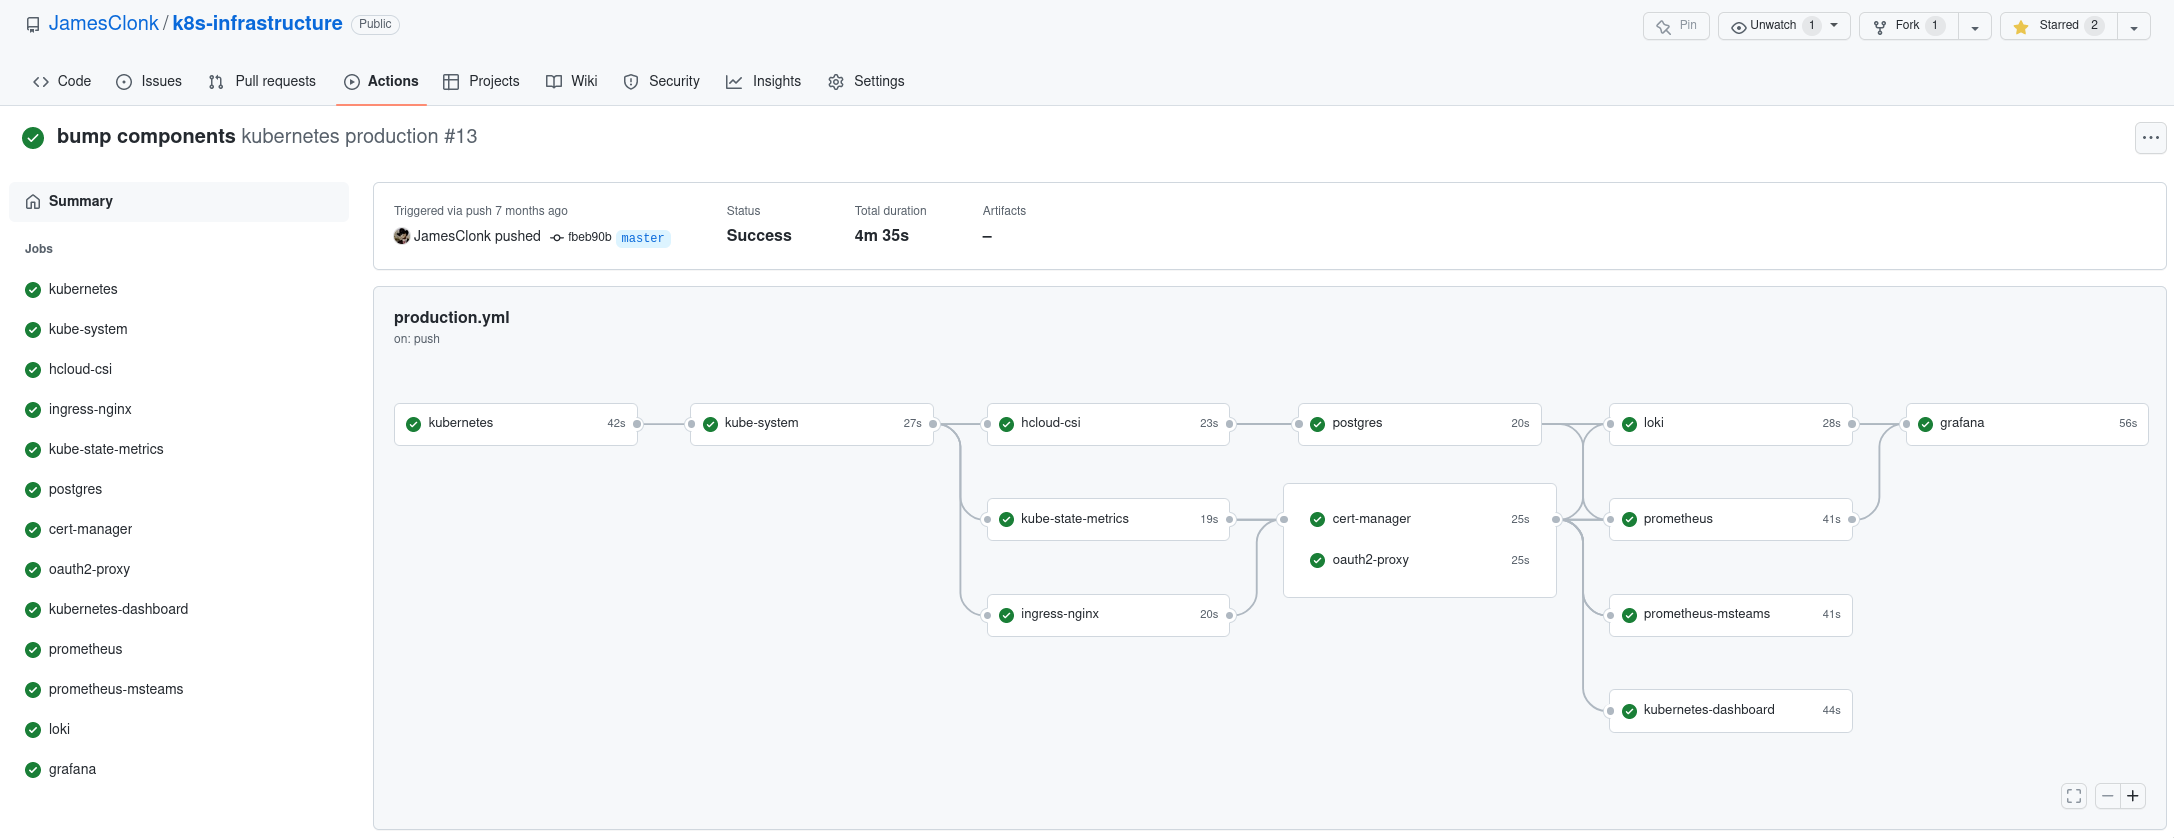 JamesClonk / k8s-infrastructure Public
Pin
Unwatch 1
Fork 1
Starred 2
Code
Issues
Pull requests
Actions
Projects
Wiki
Security
Insights
Settings
bump components kubernetes production #13
Summary
Jobs
kubernetes
kube-system
hcloud-csi
ingress-nginx
kube-state-metrics
postgres
cert-manager
oauth2-proxy
kubernetes-dashboard
prometheus
prometheus-msteams
loki
grafana
Triggered via push 7 months ago
JamesClonk pushed fbeb90b master
Status
Success
Total duration
4m 35s
Artifacts
–
production.yml
on: push
kubernetes 42s
kube-system 27s
hcloud-csi 23s
postgres 20s
loki 28s
grafana 56s
kube-state-metrics 19s
cert-manager 25s
prometheus 41s
oauth2-proxy 25s
ingress-nginx 20s
prometheus-msteams 41s
kubernetes-dashboard 44s